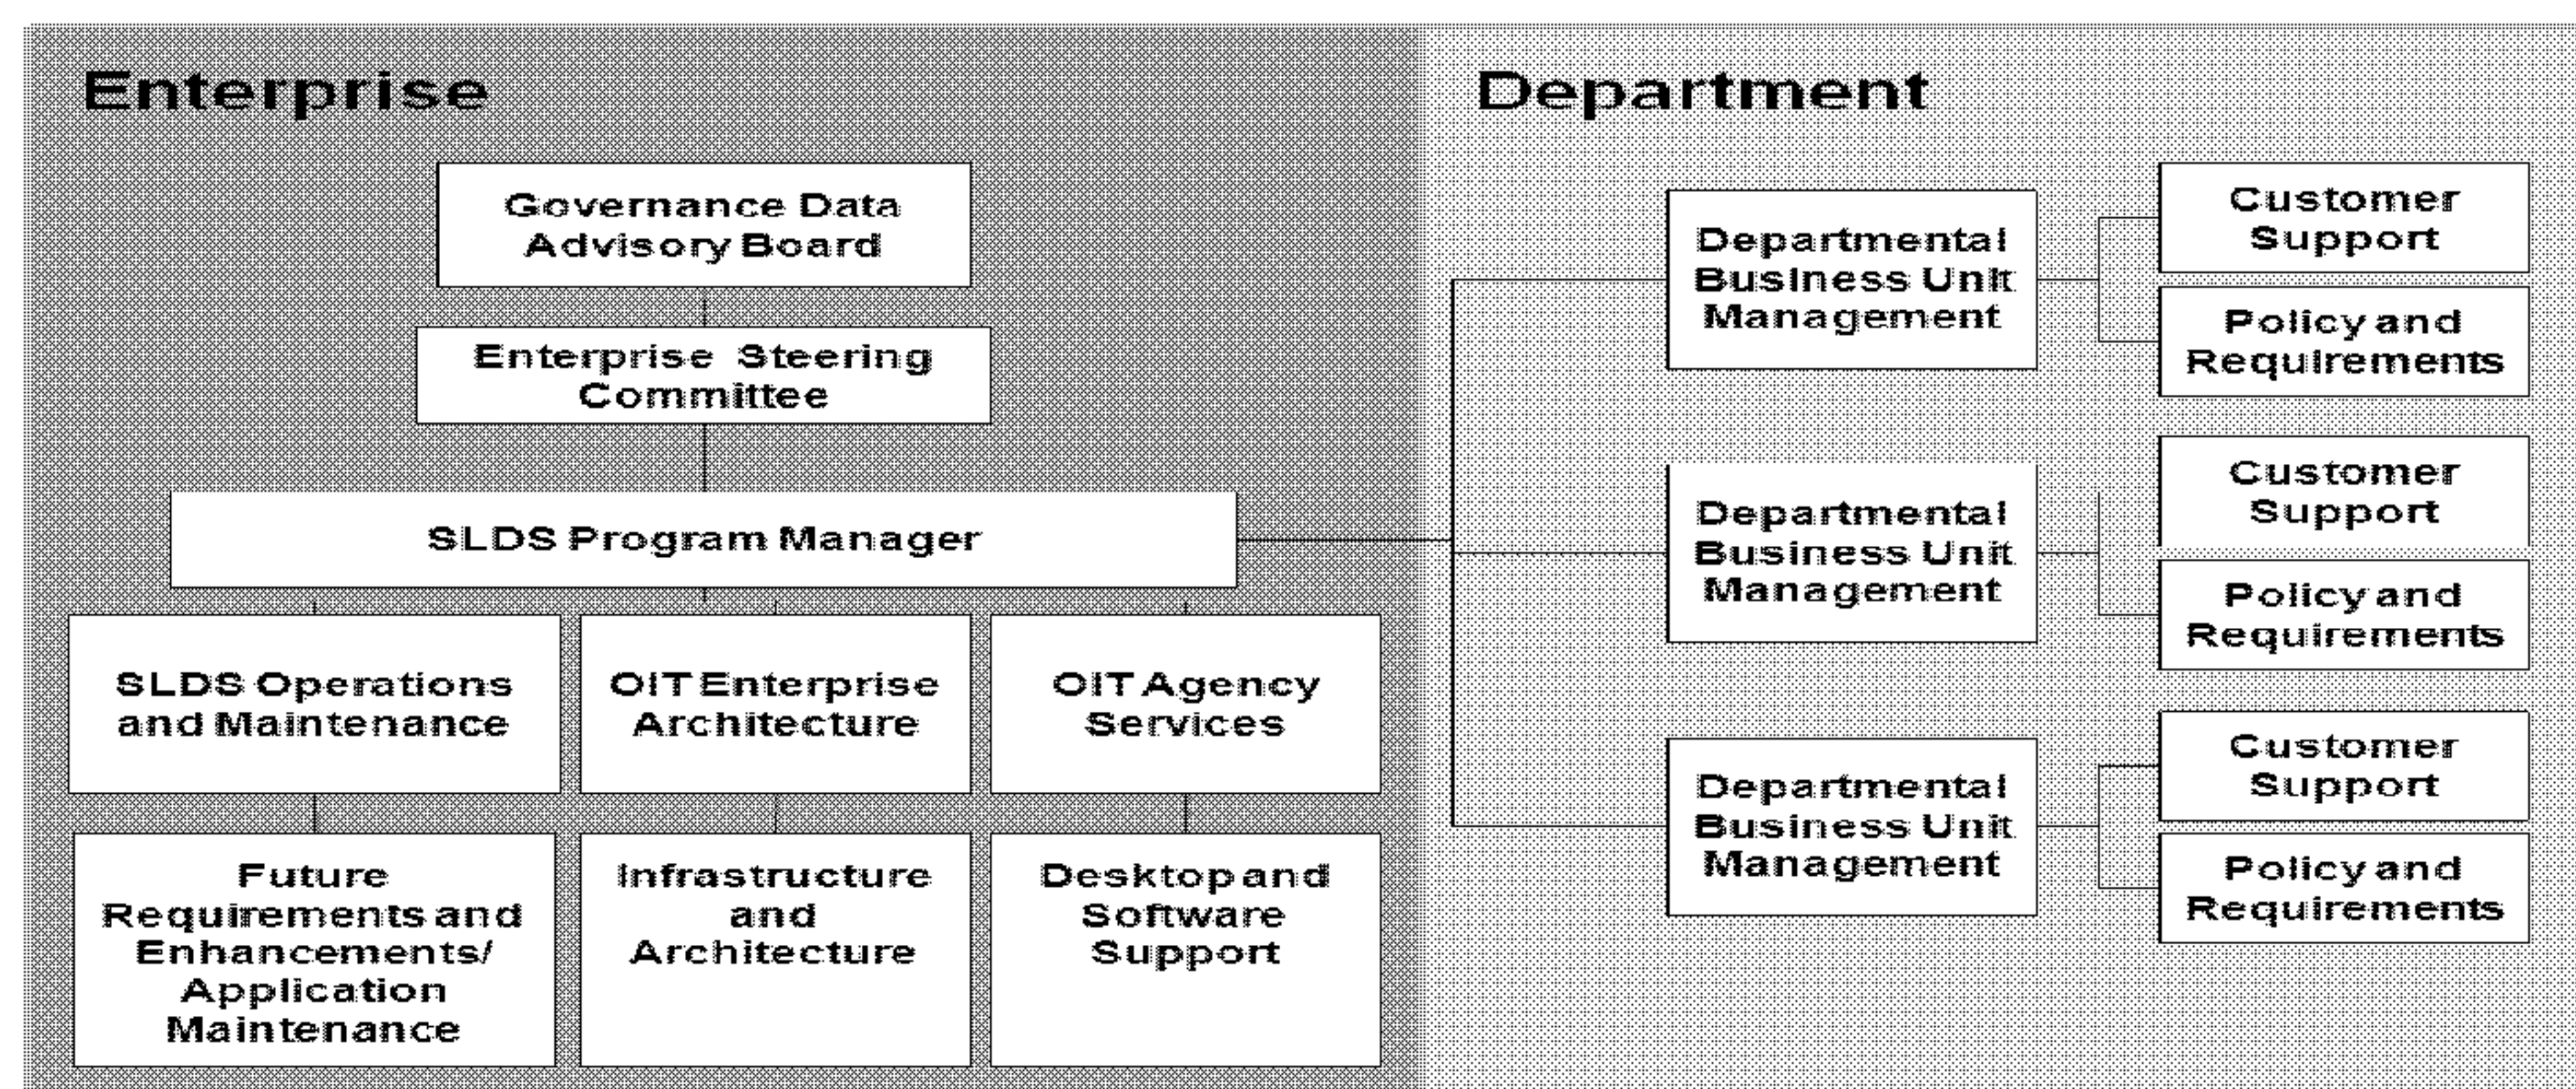 Enterprise
Governance Data
Advisory Board
Enterprise Steering
Committee
SLDS Program Manager
SLDS Operations
and Maintenance
OIT Enterprise
Architecture
OIT Agency
Services
Future
Requirements and
Enhancements/
Application
Maintenance
Infrastructure
and
Architecture
Desktop and
Software
Support
Department
Departmental
Business Unit
Management
Customer
Support
Policy and
Requirements
Departmental
Business Unit
Management
Customer
Support
Policy and
Requirements
Departmental
Business Unit
Management
Customer
Support
Policy and
Requirements